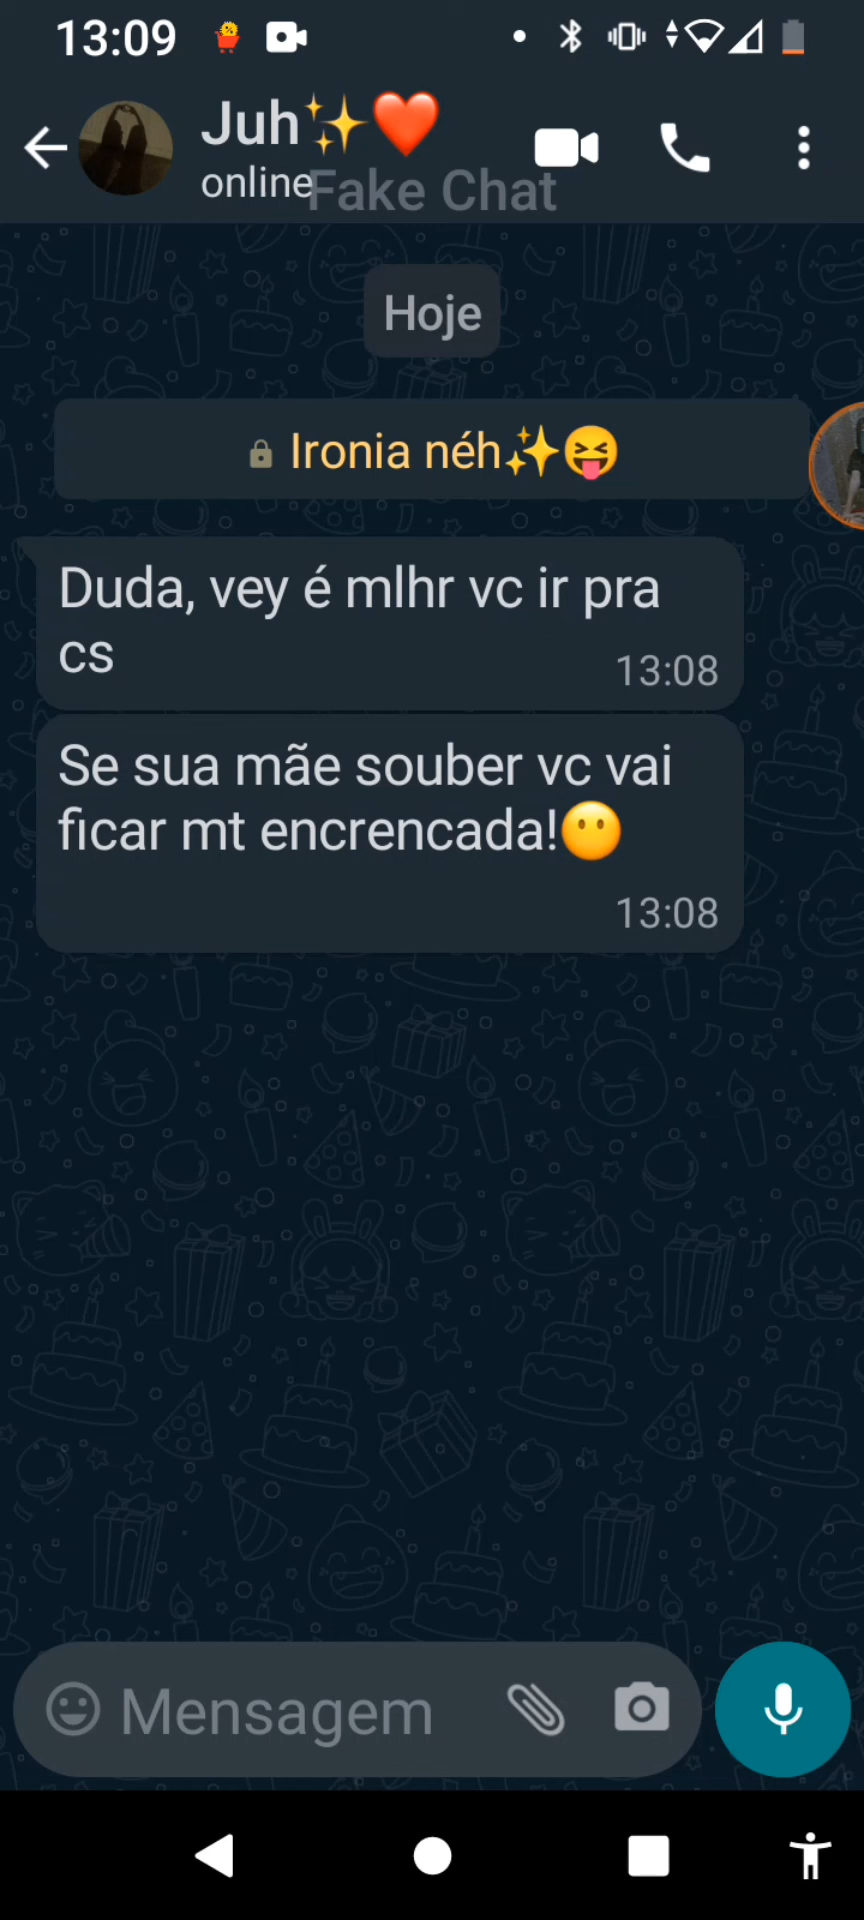 13:09
Juh✨❤️
online
Fake Chat
Hoje
Ironia néh✨😝
Duda, vey é mlhr vc ir pra
cs
13:08
Se sua mãe souber vc vai
ficar mt encrencada!😶
13:08
Mensagem